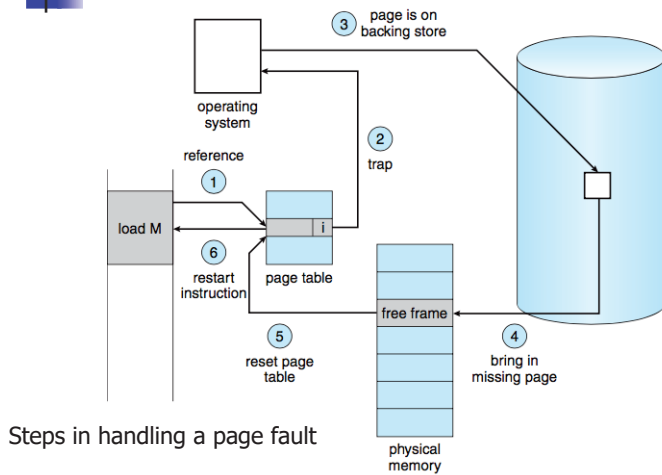 3
page is on
backing store
operating
system
2
trap
reference
1
load M
i
6
restart
instruction
page table
free frame
5
reset page
table
4
bring in
missing page
Steps in handling a page fault
physical
memory